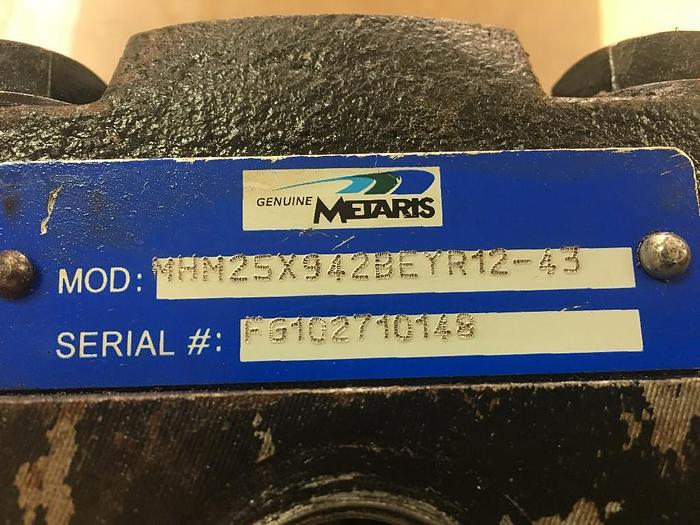 GENUINE METARIS
MOD: MHM25X942BEYR12-43
SERIAL #: FG102710148